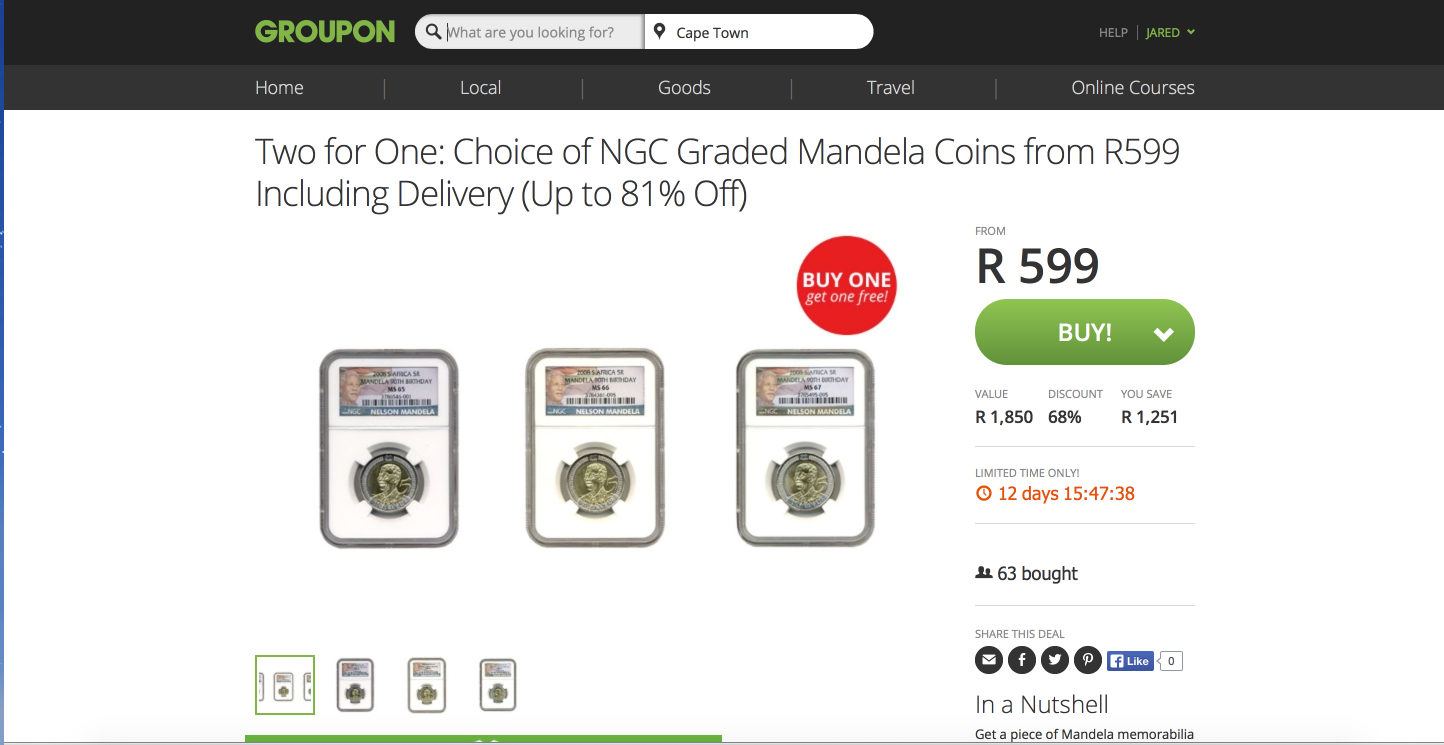 GROUPON
What are you looking for?
Cape Town
HELP
JARED
Home
Local
Goods
Travel
Online Courses
Two for One: Choice of NGC Graded Mandela Coins from R599
Including Delivery (Up to 81% Off)
BUY ONE
get one free!
2008 S.AFRICA 5R
MANDELA 90TH BIRTHDAY
MS 65
NGC NELSON MANDELA
2008 S.AFRICA 5R
MANDELA 90TH BIRTHDAY
MS 66
NGC NELSON MANDELA
2008 S.AFRICA 5R
MANDELA 90TH BIRTHDAY
MS 67
NGC NELSON MANDELA
FROM
R 599
BUY!
VALUE DISCOUNT YOU SAVE
R 1,850 68% R 1,251
LIMITED TIME ONLY!
12 days 15:47:38
63 bought
SHARE THIS DEAL
Like 0
In a Nutshell
Get a piece of Mandela memorabilia